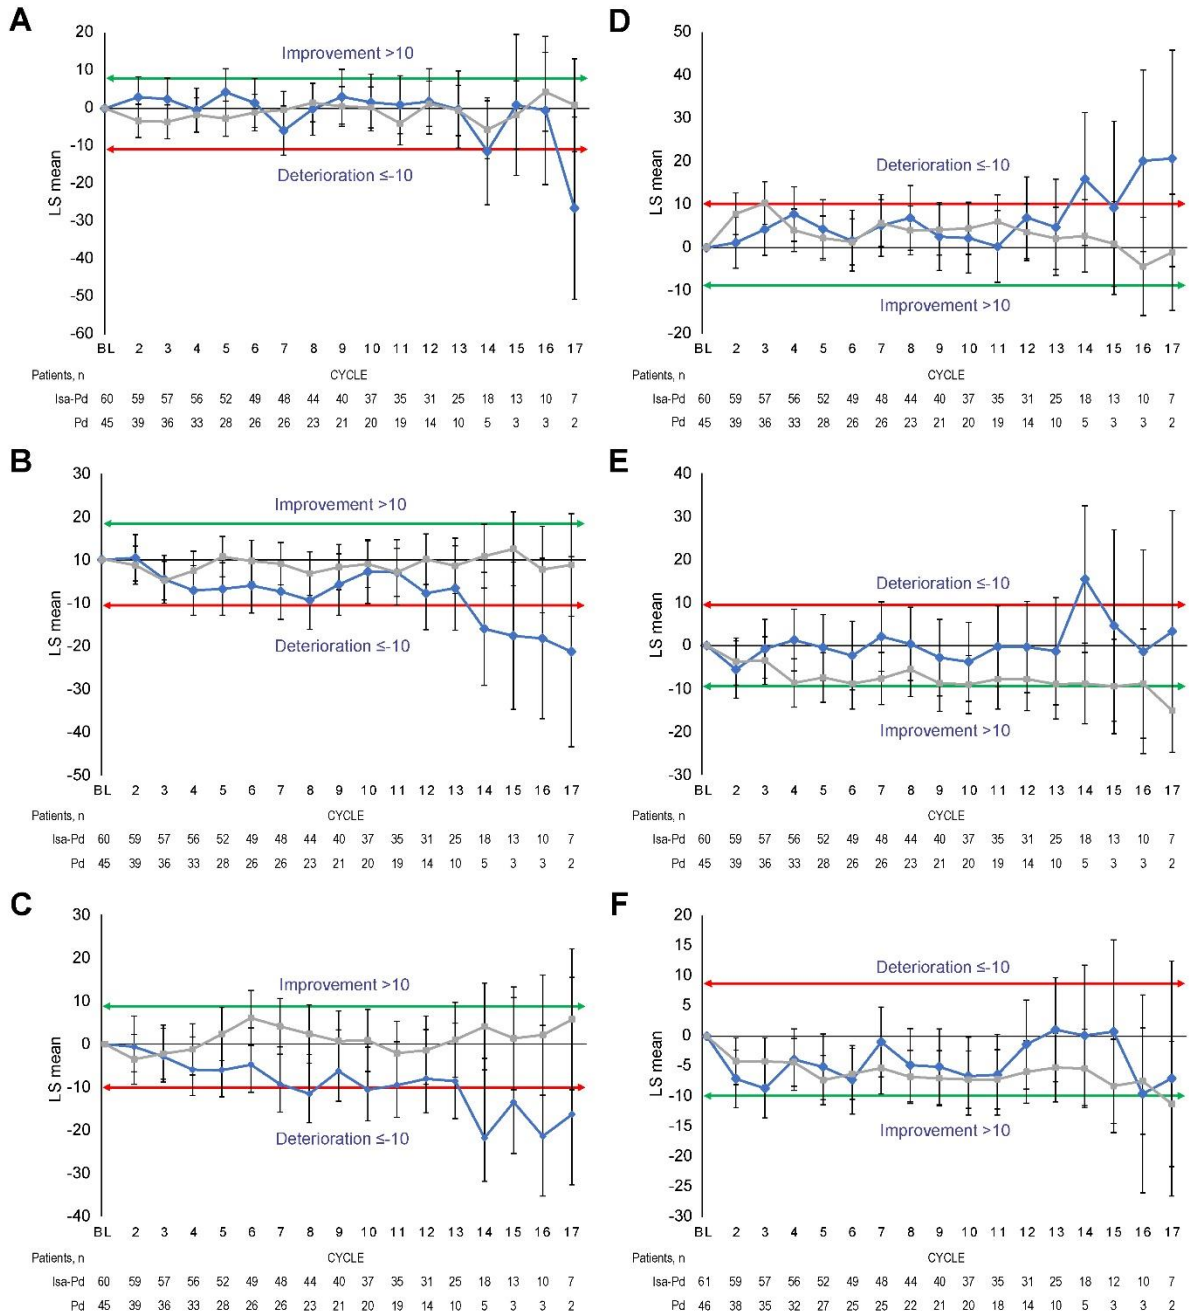 A
20
10
0
-10
-20
-30
-40
-50
-60
LS mean
Improvement >10
Deterioration ≤-10
BL 2 3 4 5 6 7 8 9 10 11 12 13 14 15 16 17
Patients, n CYCLE
Isa-Pd 60 59 57 56 52 49 48 44 40 37 35 31 25 18 13 10 7
Pd 45 39 36 33 28 26 26 23 21 20 19 14 10 5 3 3 2
D
50
40
30
20
10
0
-10
-20
LS mean
Deterioration ≤-10
Improvement >10
BL 2 3 4 5 6 7 8 9 10 11 12 13 14 15 16 17
Patients, n CYCLE
Isa-Pd 60 59 57 56 52 49 48 44 40 37 35 31 25 18 13 10 7
Pd 45 39 36 33 28 26 26 23 21 20 19 14 10 5 3 3 2
B
30
20
10
-10
-20
-30
-40
-50
LS mean
Improvement >10
Deterioration ≤-10
BL 2 3 4 5 6 7 8 9 10 11 12 13 14 15 16 17
Patients, n CYCLE
Isa-Pd 60 59 57 56 52 49 48 44 40 37 35 31 25 18 13 10 7
Pd 45 39 36 33 28 26 26 23 21 20 19 14 10 5 3 3 2
E
40
30
20
10
0
-10
-20
-30
LS mean
Deterioration ≤-10
Improvement >10
BL 2 3 4 5 6 7 8 9 10 11 12 13 14 15 16 17
Patients, n CYCLE
Isa-Pd 60 59 57 56 52 49 48 44 40 37 35 31 25 18 13 10 7
Pd 45 39 36 33 28 26 26 23 21 20 19 14 10 5 3 3 2
C
30
20
10
0
-10
-20
-30
-40
LS mean
Improvement >10
Deterioration ≤-10
BL 2 3 4 5 6 7 8 9 10 11 12 13 14 15 16 17
Patients, n CYCLE
Isa-Pd 60 59 57 56 52 49 48 44 40 37 35 31 25 18 13 10 7
Pd 45 39 36 33 28 26 26 23 21 20 19 14 10 5 3 3 2
F
20
15
10
5
0
-5
-10
-15
-20
-25
-30
LS mean
Deterioration ≤-10
Improvement >10
BL 2 3 4 5 6 7 8 9 10 11 12 13 14 15 16 17
Patients, n CYCLE
Isa-Pd 61 59 57 56 52 49 48 44 40 37 35 31 25 18 12 10 7
Pd 46 38 35 32 27 25 25 22 21 20 18 14 10 5 3 3 2